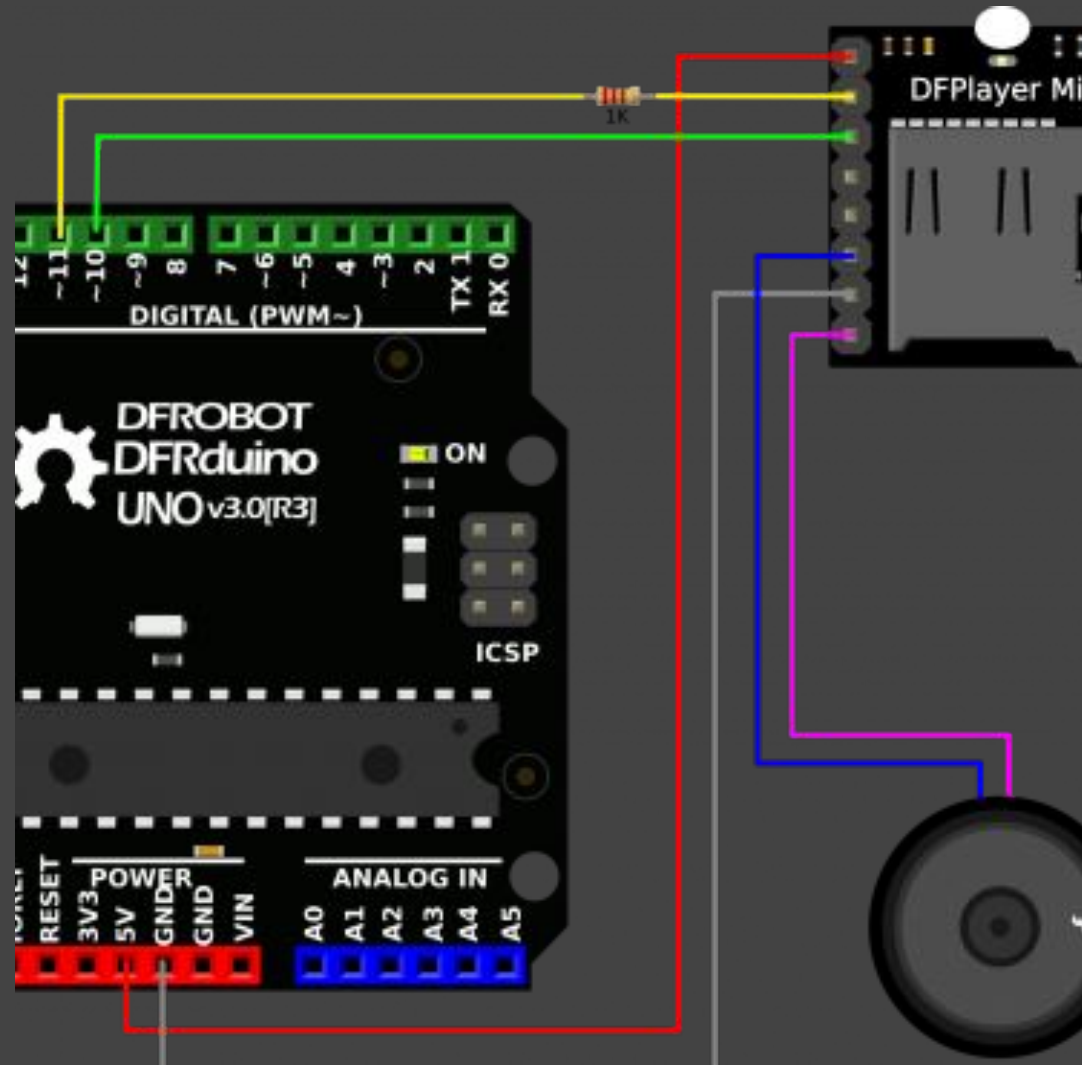 DFPlayer Mi
1K
12
~11
~10
~9
8
7
~6
~5
4
~3
2
TX 1
RX 0
DIGITAL (PWM~)
DFROBOT
DFRduino
UNO v3.0[R3]
ON
ICSP
POWER
ANALOG IN
RESET
3V3
5V
GND
GND
VIN
A0
A1
A2
A3
A4
A5